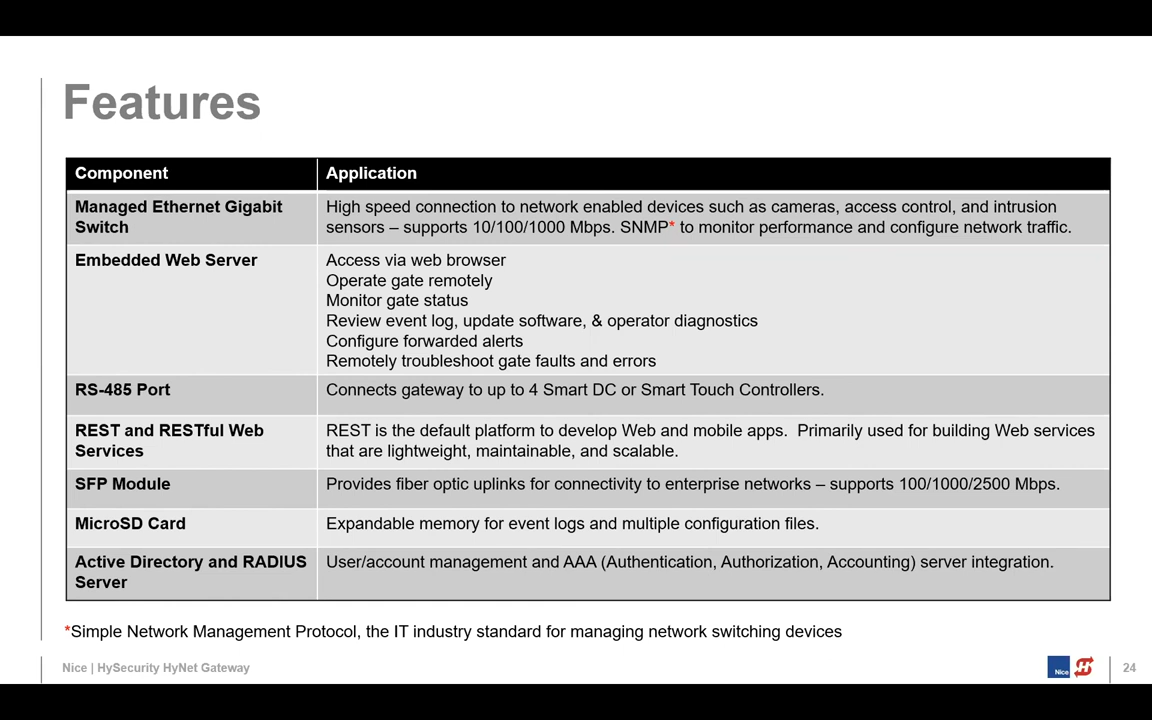 Features
Component
Application
Managed Ethernet Gigabit
Switch
High speed connection to network enabled devices such as cameras, access control, and intrusion
sensors – supports 10/100/1000 Mbps. SNMP* to monitor performance and configure network traffic.
Embedded Web Server
Access via web browser
Operate gate remotely
Monitor gate status
Review event log, update software, & operator diagnostics
Configure forwarded alerts
Remotely troubleshoot gate faults and errors
RS-485 Port
Connects gateway to up to 4 Smart DC or Smart Touch Controllers.
REST and RESTful Web
Services
REST is the default platform to develop Web and mobile apps.  Primarily used for building Web services
that are lightweight, maintainable, and scalable.
SFP Module
Provides fiber optic uplinks for connectivity to enterprise networks – supports 100/1000/2500 Mbps.
MicroSD Card
Expandable memory for event logs and multiple configuration files.
Active Directory and RADIUS
Server
User/account management and AAA (Authentication, Authorization, Accounting) server integration.
*Simple Network Management Protocol, the IT industry standard for managing network switching devices
Nice | HySecurity HyNet Gateway
Nice
H
24